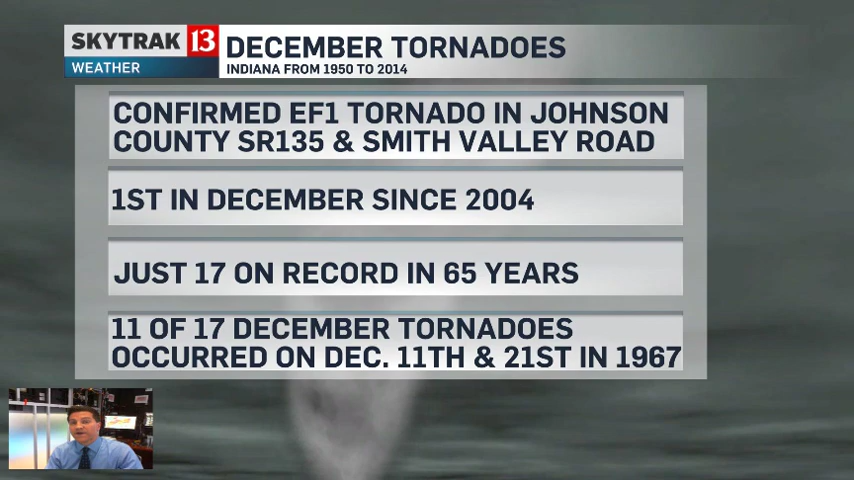 SKYTRAK 13
WEATHER
DECEMBER TORNADOES
INDIANA FROM 1950 TO 2014
CONFIRMED EF1 TORNADO IN JOHNSON
COUNTY SR135 & SMITH VALLEY ROAD
1ST IN DECEMBER SINCE 2004
JUST 17 ON RECORD IN 65 YEARS
11 OF 17 DECEMBER TORNADOES
OCCURRED ON DEC. 11TH & 21ST IN 1967